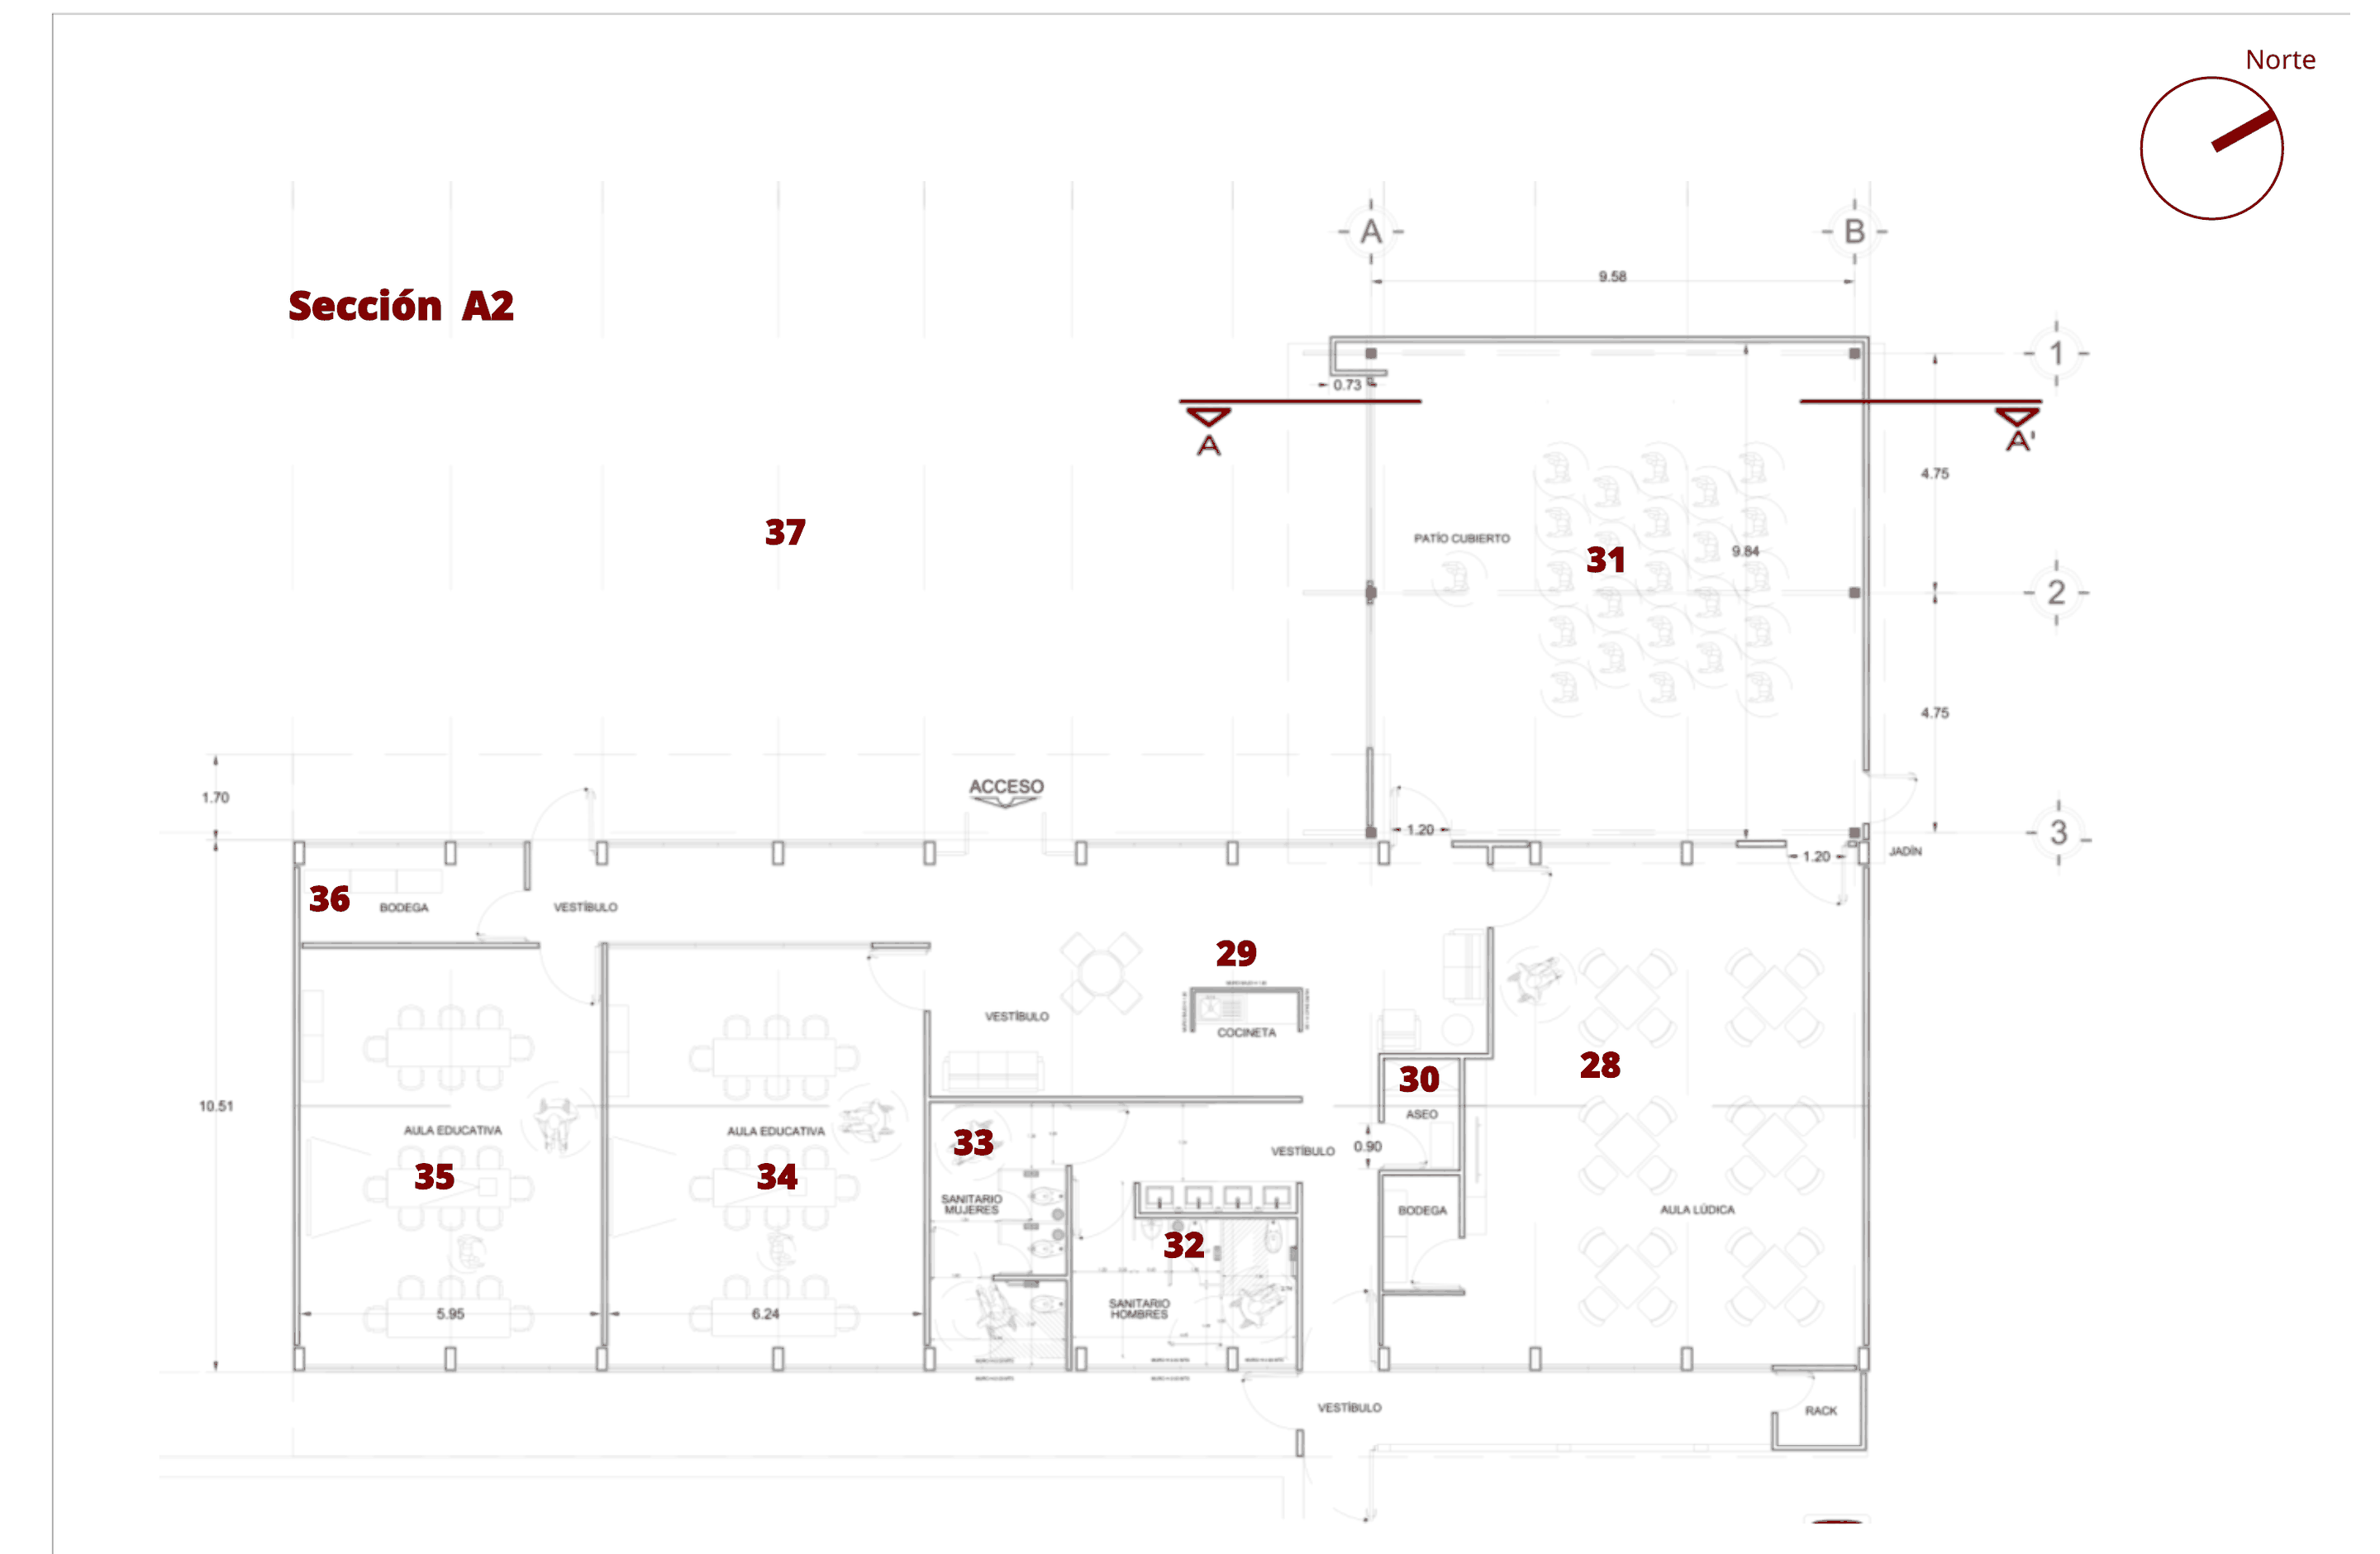 Norte
A
B
9.58
Sección A2
1
0.73
A
A'
4.75
37
PATÍO CUBIERTO
31
9.84
2
4.75
ACCESO
1.70
1.20
3
1.20
JADÍN
36
BODEGA
VESTÍBULO
29
VESTÍBULO
COCINETA
28
30
10.51
ASEO
AULA EDUCATIVA
AULA EDUCATIVA
33
VESTÍBULO
0.90
35
34
SANITARIO
MUJERES
BODEGA
AULA LÚDICA
32
SANITARIO
HOMBRES
5.95
6.24
VESTÍBULO
RACK